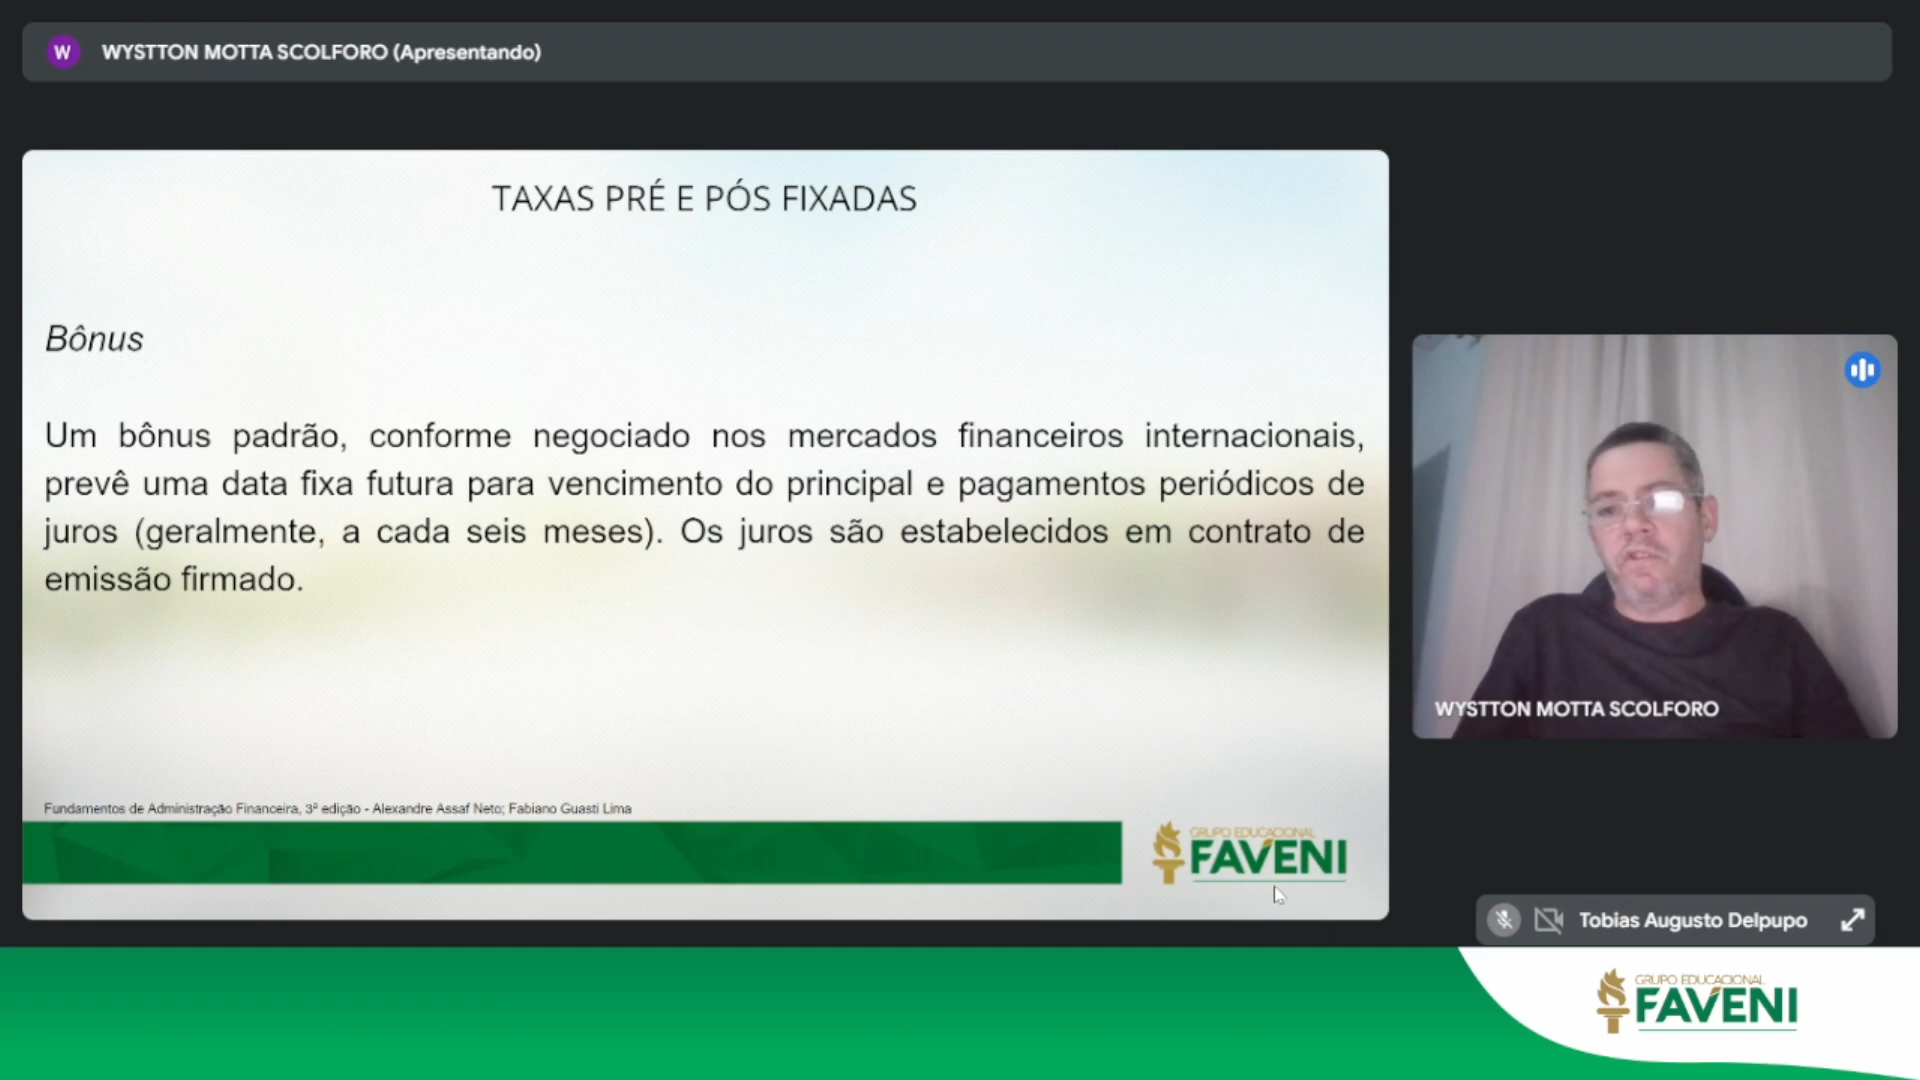 W WYSTTON MOTTA SCOLFORO (Apresentando)
TAXAS PRÉ E PÓS FIXADAS
Bônus
Um bônus padrão, conforme negociado nos mercados financeiros internacionais,
prevê uma data fixa futura para vencimento do principal e pagamentos periódicos de
juros (geralmente, a cada seis meses). Os juros são estabelecidos em contrato de
emissão firmado.
Fundamentos de Administração Financeira, 3ª edição - Alexandre Assaf Neto; Fabiano Guasti Lima
GRUPO EDUCACIONAL
FAVENI
WYSTTON MOTTA SCOLFORO
Tobias Augusto Delpupo
GRUPO EDUCACIONAL
FAVENI